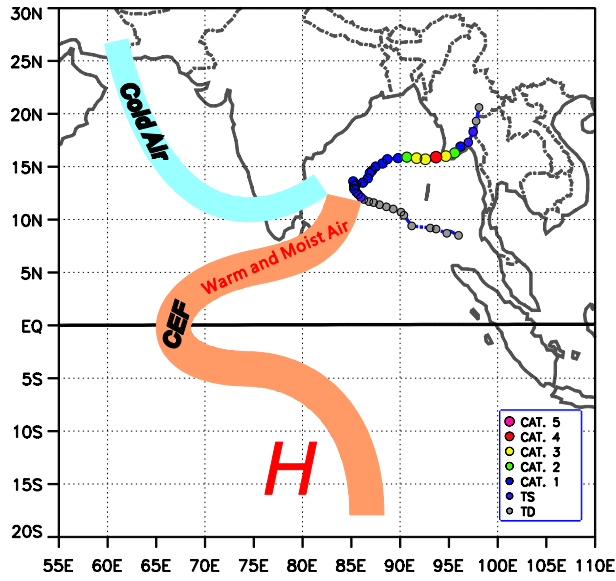 30N
25N
20N
15N
10N
5N
EQ
5S
10S
15S
20S
Cold Air
Warm and Moist Air
CEF
H
CAT. 5
CAT. 4
CAT. 3
CAT. 2
CAT. 1
TS
TD
55E 60E 65E 70E 75E 80E 85E 90E 95E 100E 105E 110E